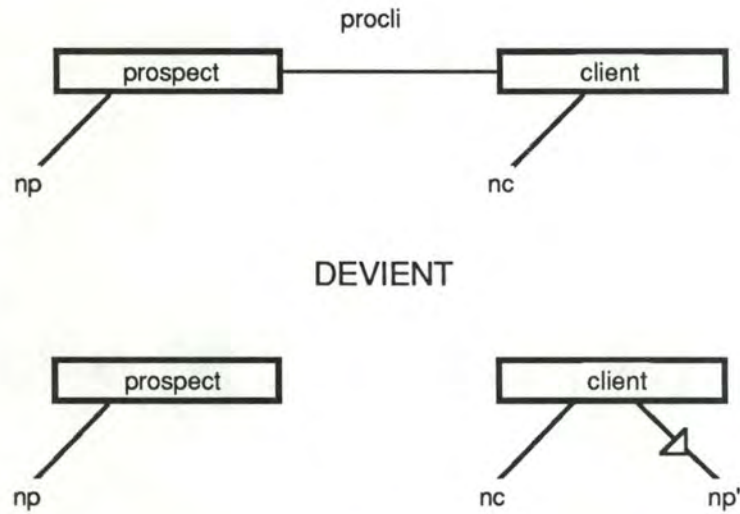 procli
prospect client
np nc
DEVIENT
prospect client
np nc np'